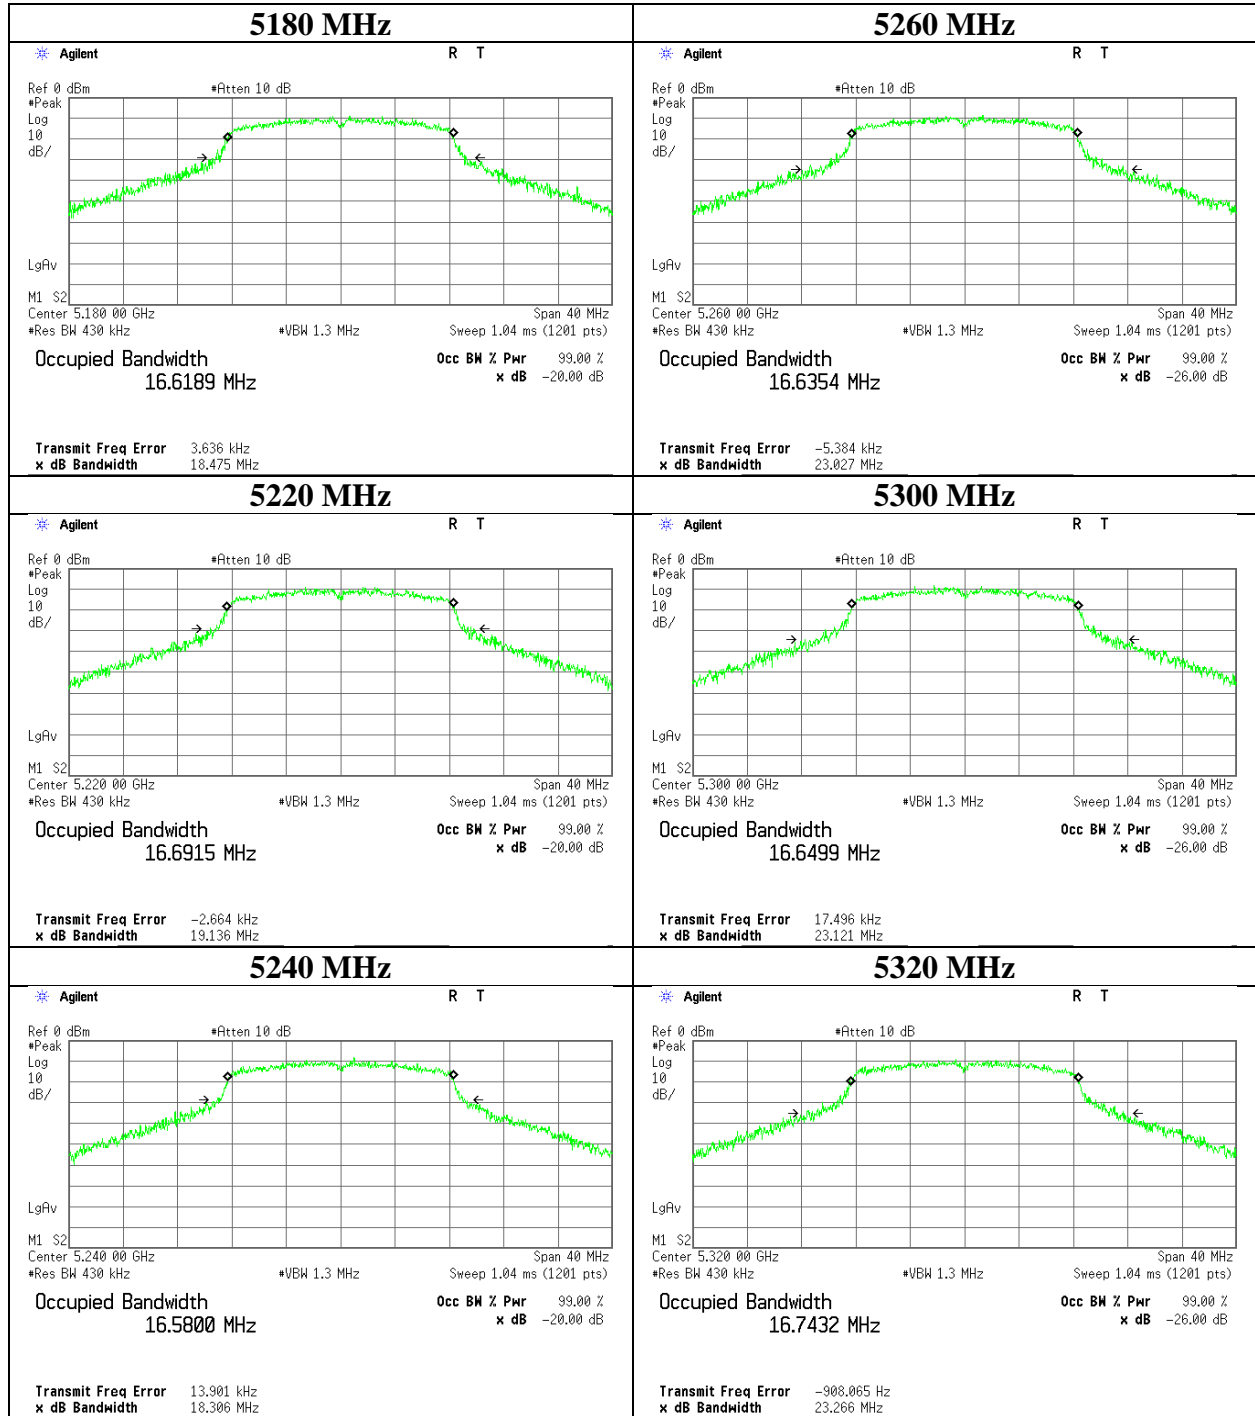 5180 MHz
Agilent R T
Ref 0 dBm #Atten 10 dB
#Peak
Log
10
dB/
LgAv
M1 S2
Center 5.180 00 GHz Span 40 MHz
#Res BW 430 kHz #VBW 1.3 MHz Sweep 1.04 ms (1201 pts)
Occupied Bandwidth Occ BW % Pwr 99.00 %
16.6189 MHz x dB -20.00 dB
Transmit Freq Error 3.636 kHz
x dB Bandwidth 18.475 MHz
5260 MHz
Agilent R T
Ref 0 dBm #Atten 10 dB
#Peak
Log
10
dB/
LgAv
M1 S2
Center 5.260 00 GHz Span 40 MHz
#Res BW 430 kHz #VBW 1.3 MHz Sweep 1.04 ms (1201 pts)
Occupied Bandwidth Occ BW % Pwr 99.00 %
16.6354 MHz x dB -26.00 dB
Transmit Freq Error -5.384 kHz
x dB Bandwidth 23.027 MHz
5220 MHz
Agilent R T
Ref 0 dBm #Atten 10 dB
#Peak
Log
10
dB/
LgAv
M1 S2
Center 5.220 00 GHz Span 40 MHz
#Res BW 430 kHz #VBW 1.3 MHz Sweep 1.04 ms (1201 pts)
Occupied Bandwidth Occ BW % Pwr 99.00 %
16.6915 MHz x dB -20.00 dB
Transmit Freq Error -2.664 kHz
x dB Bandwidth 19.136 MHz
5300 MHz
Agilent R T
Ref 0 dBm #Atten 10 dB
#Peak
Log
10
dB/
LgAv
M1 S2
Center 5.300 00 GHz Span 40 MHz
#Res BW 430 kHz #VBW 1.3 MHz Sweep 1.04 ms (1201 pts)
Occupied Bandwidth Occ BW % Pwr 99.00 %
16.6499 MHz x dB -26.00 dB
Transmit Freq Error 17.496 kHz
x dB Bandwidth 23.121 MHz
5240 MHz
Agilent R T
Ref 0 dBm #Atten 10 dB
#Peak
Log
10
dB/
LgAv
M1 S2
Center 5.240 00 GHz Span 40 MHz
#Res BW 430 kHz #VBW 1.3 MHz Sweep 1.04 ms (1201 pts)
Occupied Bandwidth Occ BW % Pwr 99.00 %
16.5800 MHz x dB -20.00 dB
Transmit Freq Error 13.901 kHz
x dB Bandwidth 18.306 MHz
5320 MHz
Agilent R T
Ref 0 dBm #Atten 10 dB
#Peak
Log
10
dB/
LgAv
M1 S2
Center 5.320 00 GHz Span 40 MHz
#Res BW 430 kHz #VBW 1.3 MHz Sweep 1.04 ms (1201 pts)
Occupied Bandwidth Occ BW % Pwr 99.00 %
16.7432 MHz x dB -26.00 dB
Transmit Freq Error -908.065 Hz
x dB Bandwidth 23.266 MHz